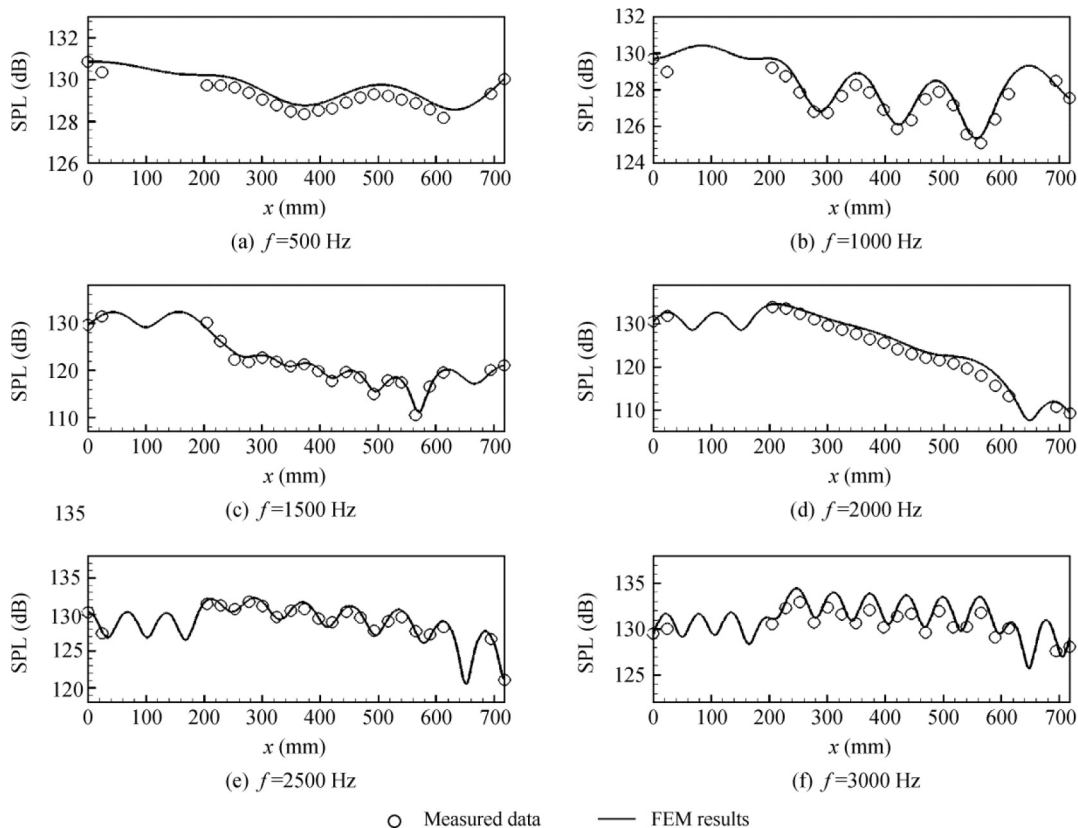 132
130
128
126
SPL (dB)
0 100 200 300 400 500 600 700
x (mm)
(a) f=500 Hz
132
130
128
126
124
SPL (dB)
0 100 200 300 400 500 600 700
x (mm)
(b) f=1000 Hz
130
120
110
SPL (dB)
0 100 200 300 400 500 600 700
x (mm)
(c) f=1500 Hz
130
120
110
SPL (dB)
0 100 200 300 400 500 600 700
x (mm)
(d) f=2000 Hz
135
135
130
125
120
SPL (dB)
0 100 200 300 400 500 600 700
x (mm)
(e) f=2500 Hz
135
130
125
SPL (dB)
0 100 200 300 400 500 600 700
x (mm)
(f) f=3000 Hz
Measured data
FEM results